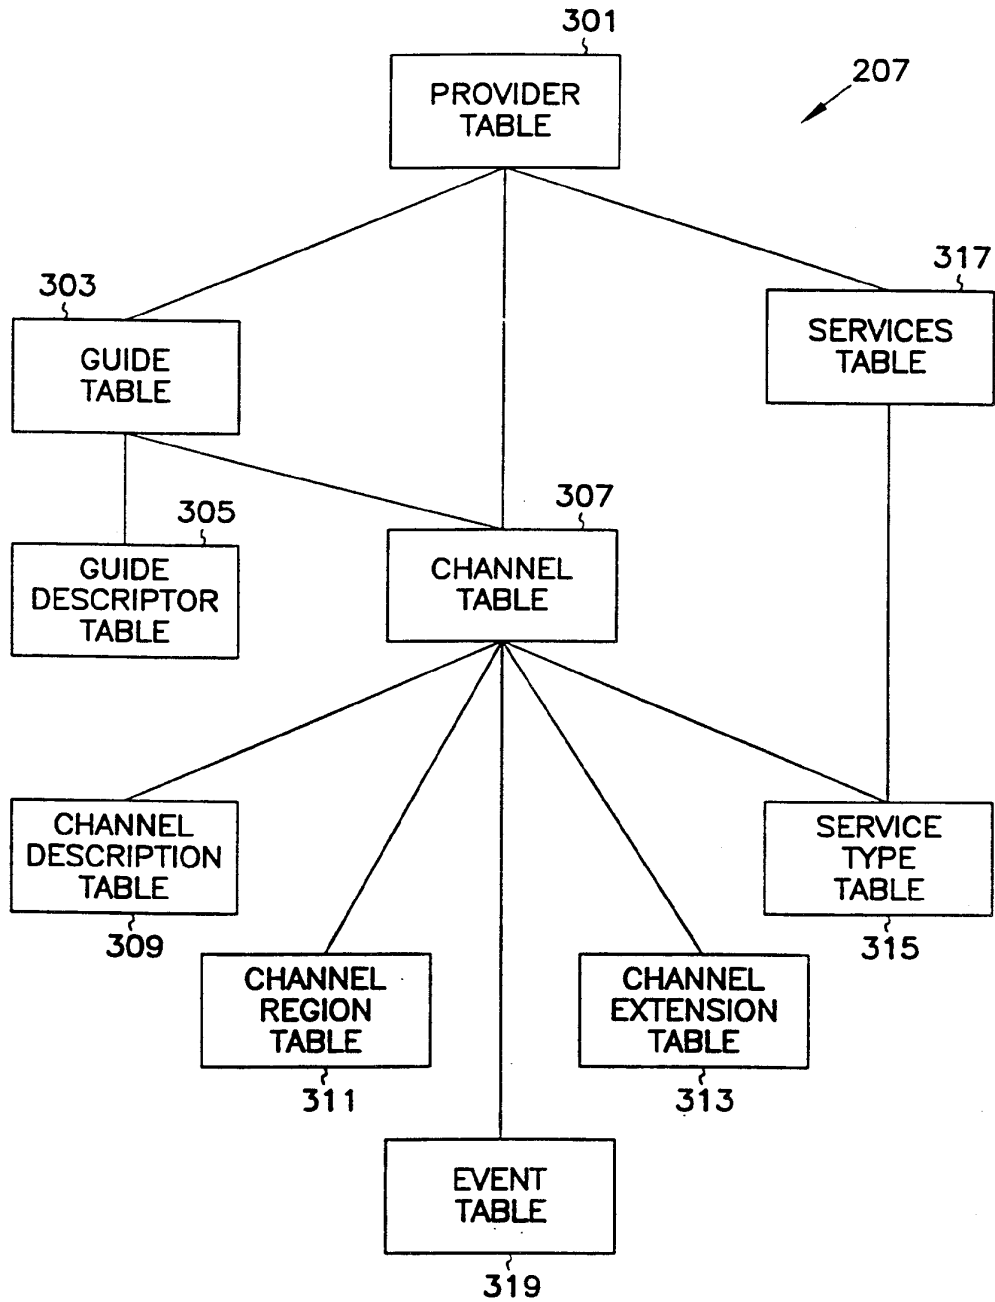 301
PROVIDER
TABLE
207
303
GUIDE
TABLE
317
SERVICES
TABLE
305
GUIDE
DESCRIPTOR
TABLE
307
CHANNEL
TABLE
CHANNEL
DESCRIPTION
TABLE
309
SERVICE
TYPE
TABLE
315
CHANNEL
REGION
TABLE
311
CHANNEL
EXTENSION
TABLE
313
EVENT
TABLE
319